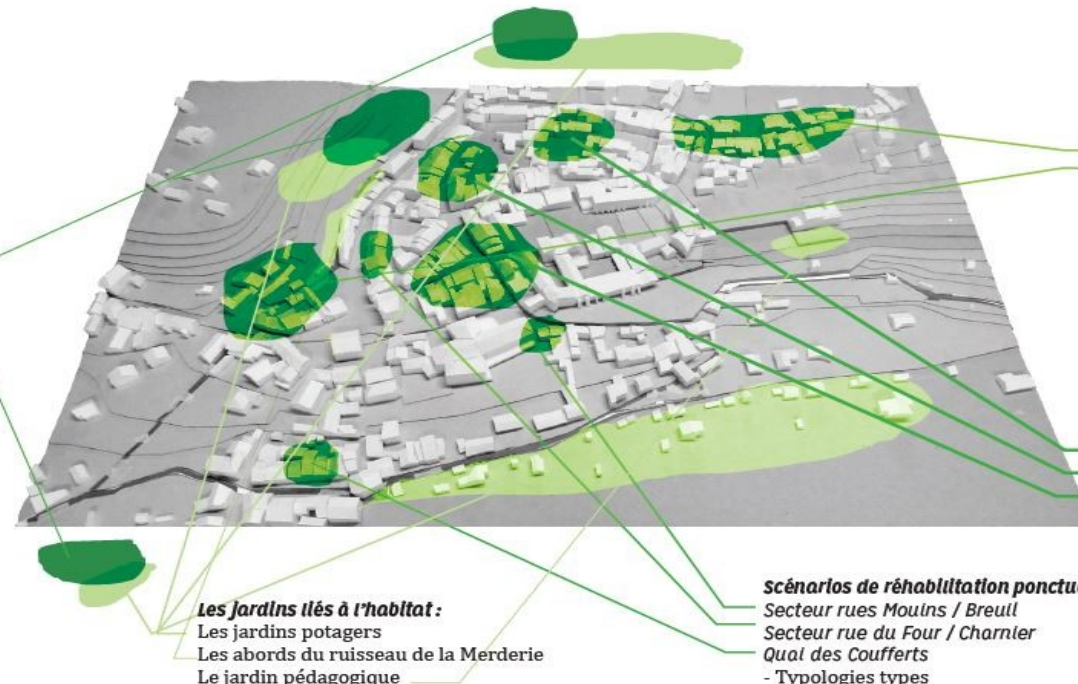 Les jardins liés à l'habitat :
Les jardins potagers
Les abords du ruisseau de la Merderie
Le jardin pédagogique
Scénarios de réhabilitation ponctu
Secteur rues Mouins / Breuil
Secteur rue du Four / Charnier
Quai des Coufferts
- Typologies types